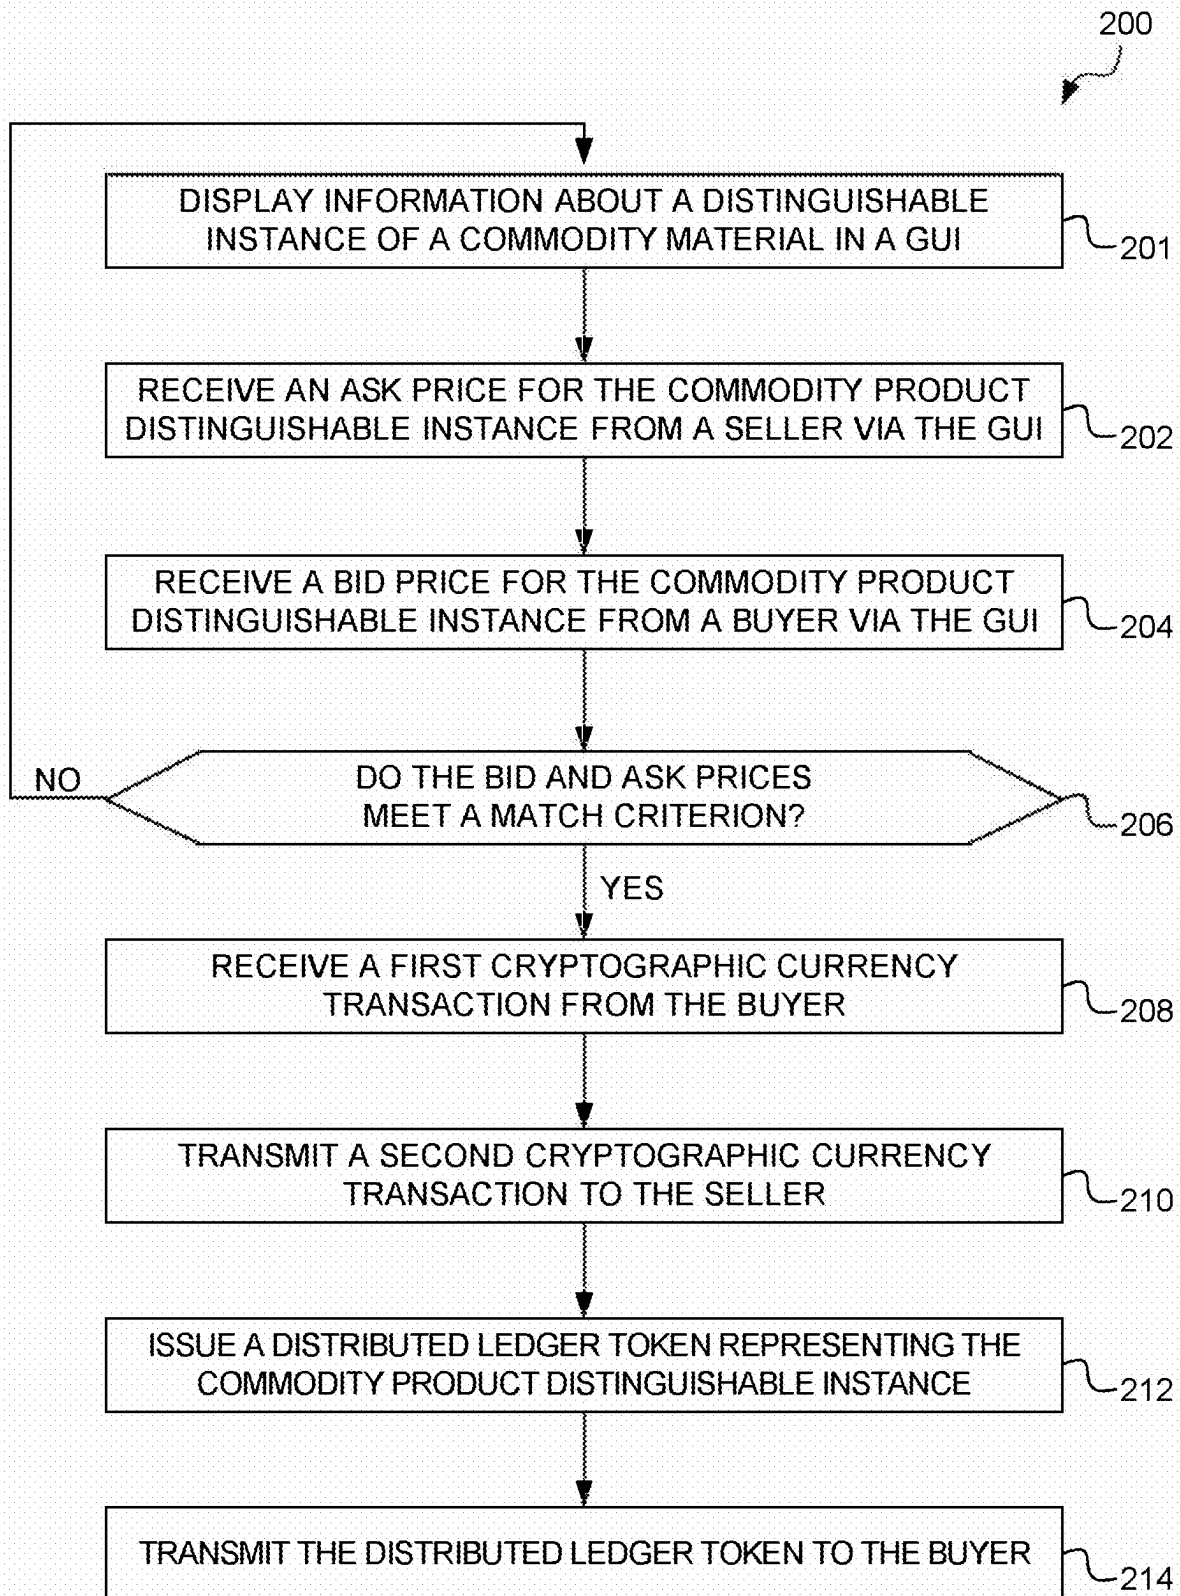 200
DISPLAY INFORMATION ABOUT A DISTINGUISHABLE
INSTANCE OF A COMMODITY MATERIAL IN A GUI
201
RECEIVE AN ASK PRICE FOR THE COMMODITY PRODUCT
DISTINGUISHABLE INSTANCE FROM A SELLER VIA THE GUI
202
RECEIVE A BID PRICE FOR THE COMMODITY PRODUCT
DISTINGUISHABLE INSTANCE FROM A BUYER VIA THE GUI
204
NO
DO THE BID AND ASK PRICES
MEET A MATCH CRITERION?
206
YES
RECEIVE A FIRST CRYPTOGRAPHIC CURRENCY
TRANSACTION FROM THE BUYER
208
TRANSMIT A SECOND CRYPTOGRAPHIC CURRENCY
TRANSACTION TO THE SELLER
210
ISSUE A DISTRIBUTED LEDGER TOKEN REPRESENTING THE
COMMODITY PRODUCT DISTINGUISHABLE INSTANCE
212
TRANSMIT THE DISTRIBUTED LEDGER TOKEN TO THE BUYER
214